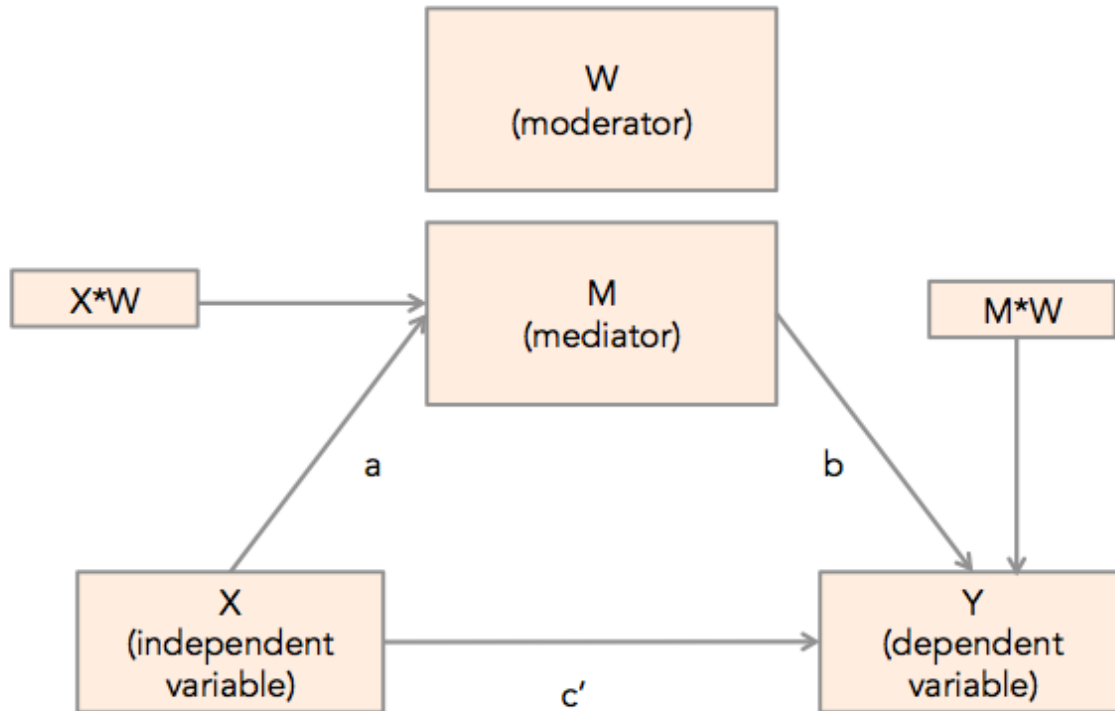 W
(moderator)
X*W
M
(mediator)
M*W
a
b
X
(independent
variable)
Y
(dependent
variable)
c’